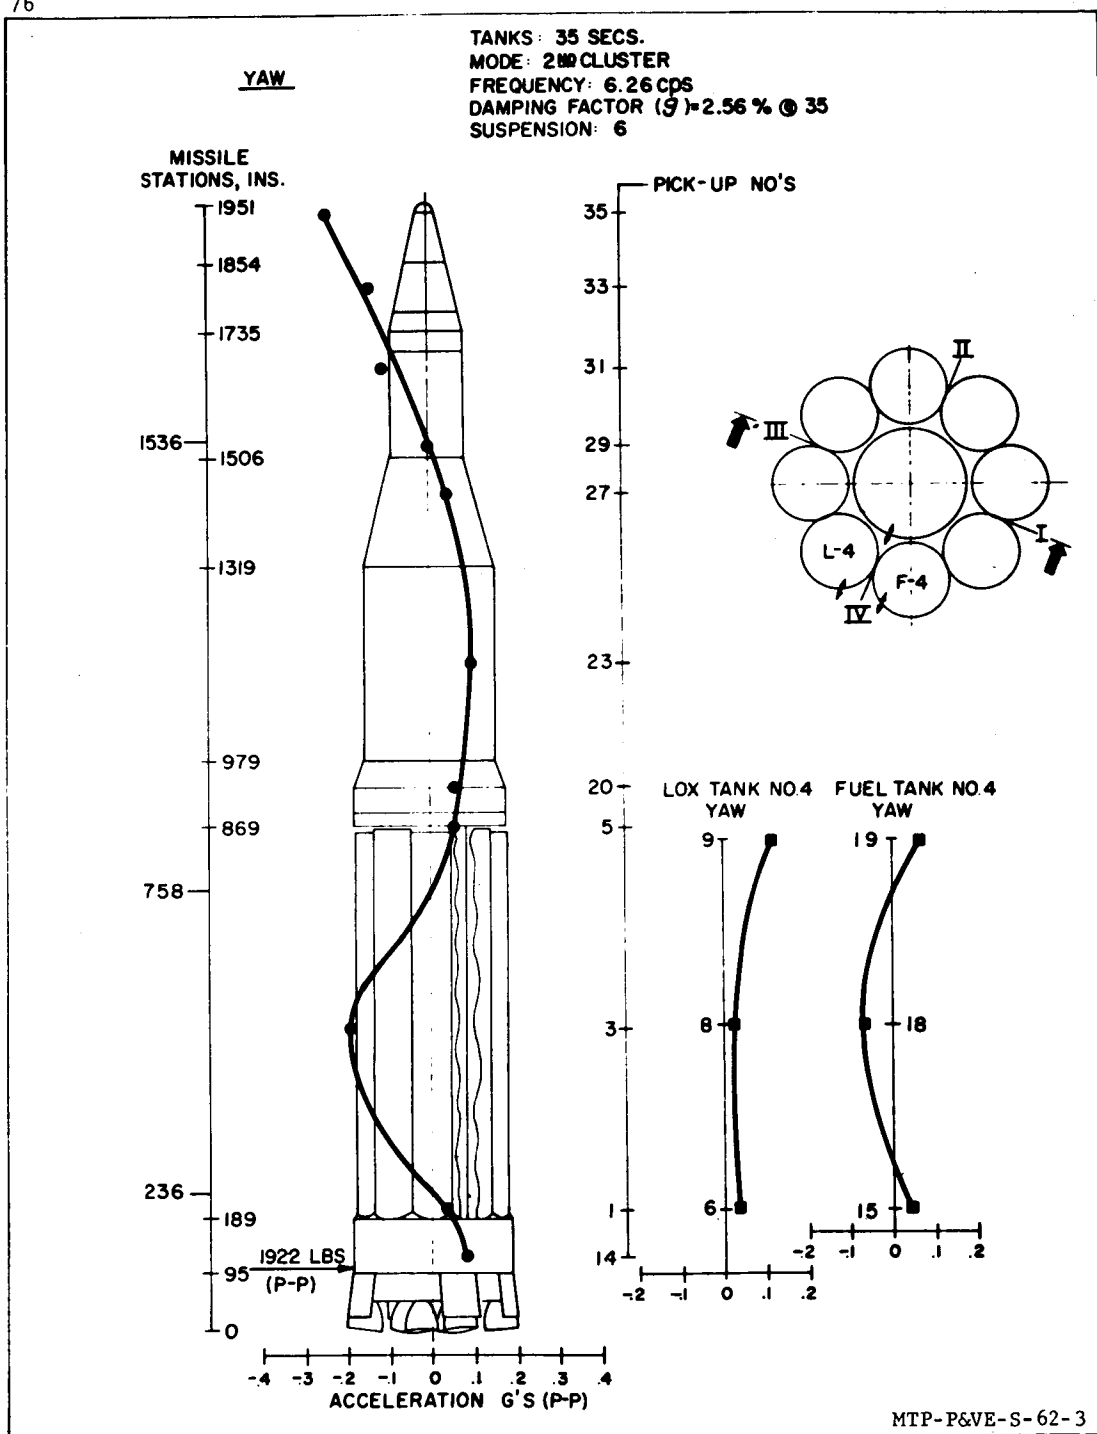 76
TANKS: 35 SECS.
MODE: 2ND CLUSTER
FREQUENCY: 6.26 cps
DAMPING FACTOR (g)=2.56 % @ 35
SUSPENSION: 6
YAW
MISSILE
STATIONS, INS.
1951
1854
1735
1536
1506
1319
979
869
758
236
189
95
0
1922 LBS
(P-P)
-.4 -.3 -.2 -.1 0 .1 .2 .3 .4
ACCELERATION G'S (P-P)
PICK-UP NO'S
35
33
31
29
27
23
20
5
3
1
14
II
III
I
IV
L-4
F-4
LOX TANK NO.4
YAW
9
8
6
-.2 -.1 0 .1 .2
FUEL TANK NO.4
YAW
19
18
15
-.2 -.1 0 .1 .2
MTP-P&VE-S-62-3